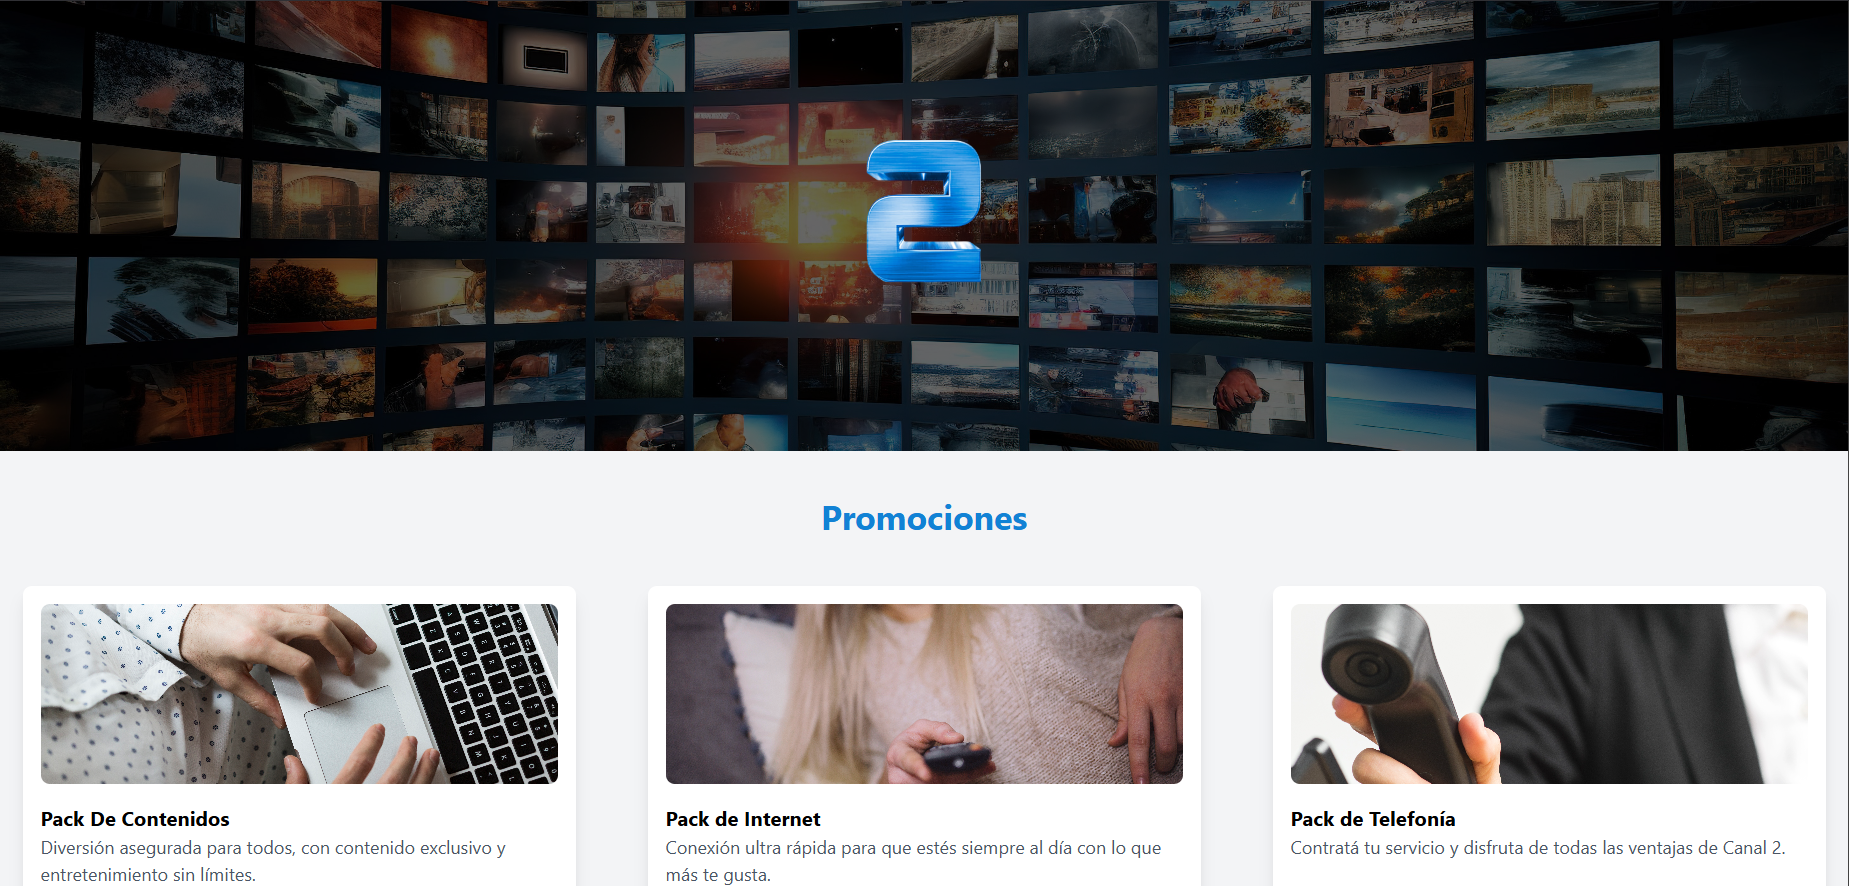 2
Promociones
Pack De Contenidos
Diversión asegurada para todos, con contenido exclusivo y
entretenimiento sin límites.
Pack de Internet
Conexión ultra rápida para que estés siempre al día con lo que
más te gusta.
Pack de Telefonía
Contratá tu servicio y disfruta de todas las ventajas de Canal 2.